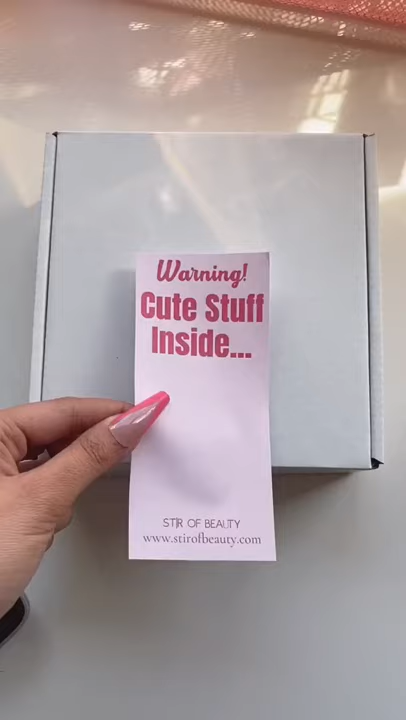 Warning!
Cute Stuff
Inside...
STIR OF BEAUTY
www.stirofbeauty.com